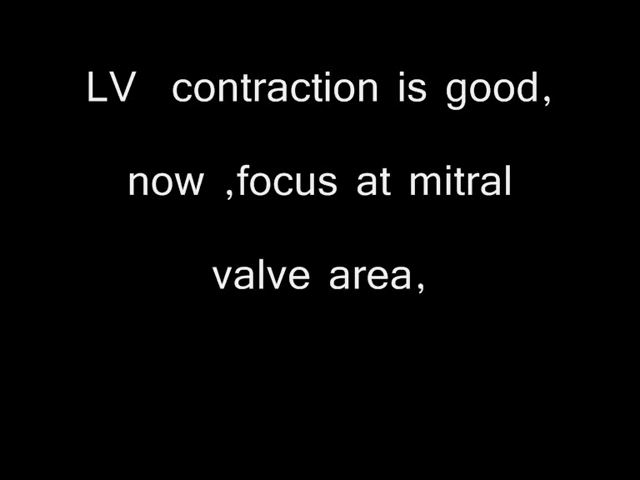 LV contraction is good,
now ,focus at mitral
valve area,